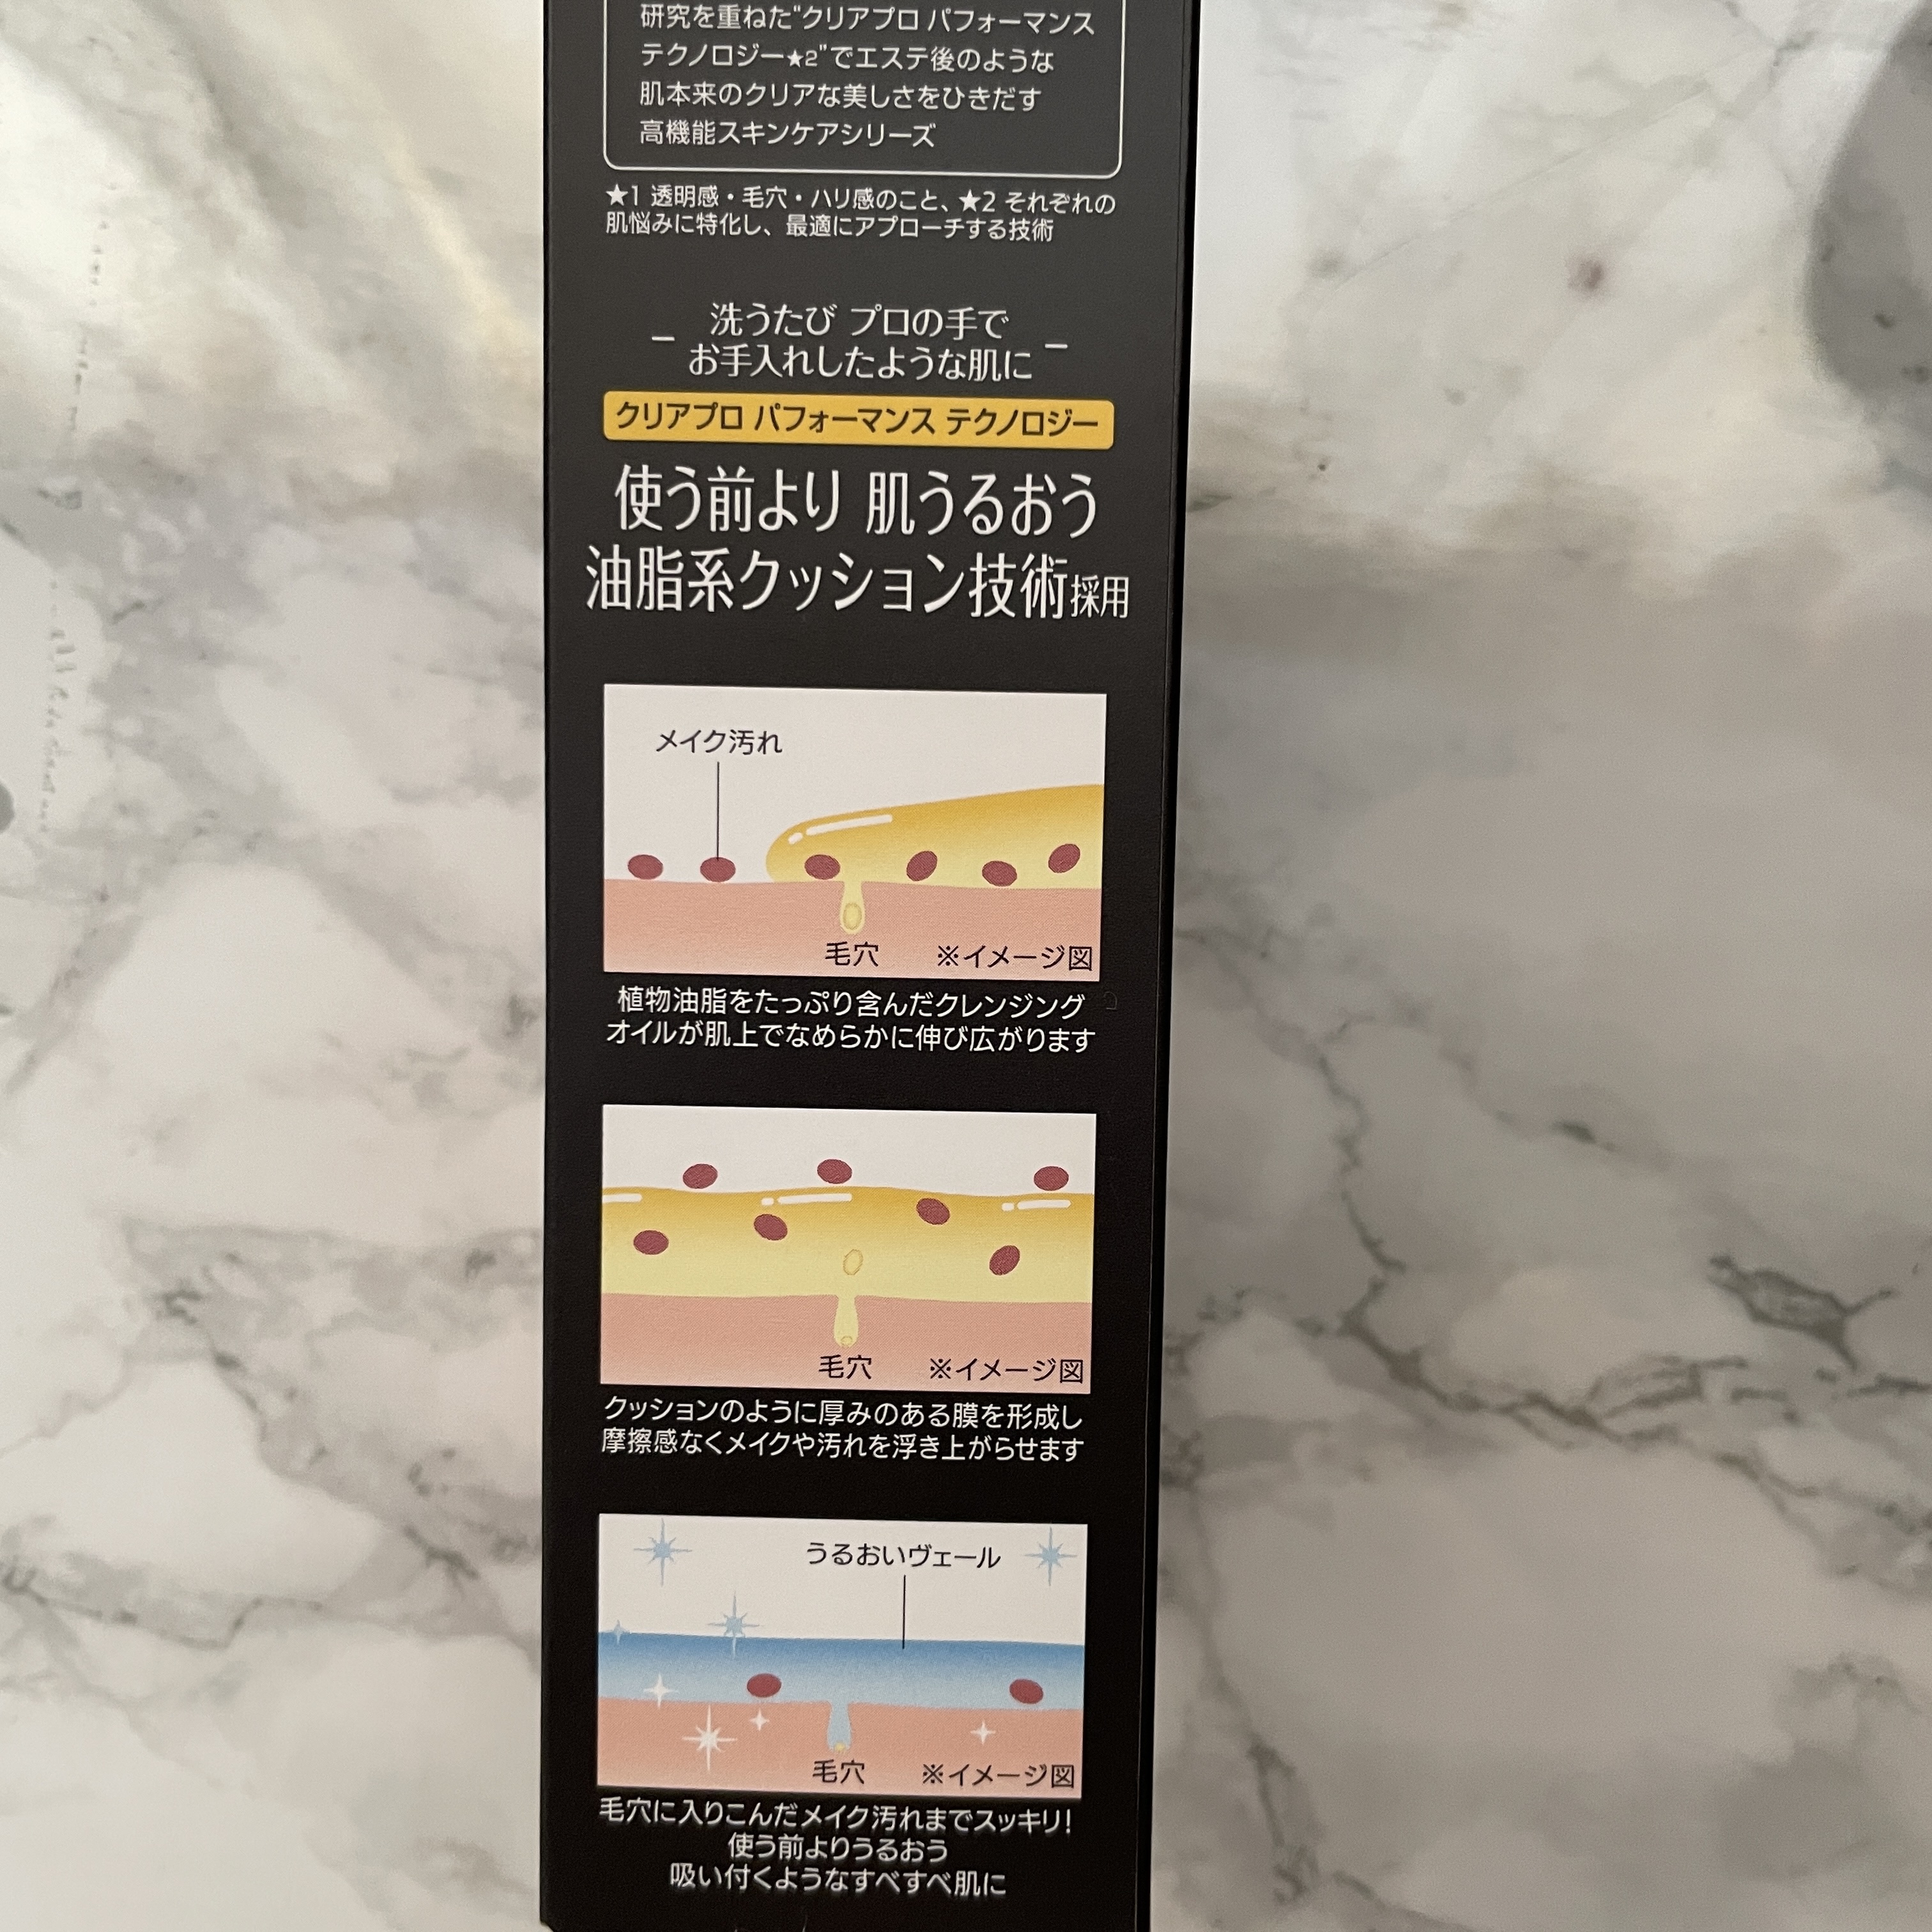 研究を重ねた"クリアプロ パフォーマンス
テクノロジー★2"でエステ後のような
肌本来のクリアな美しさをひきだす
高機能スキンケアシリーズ
★1 透明感・毛穴・ハリ感のこと、★2 それぞれの
肌悩みに特化し、最適にアプローチする技術
洗うたび プロの手で
お手入れしたような肌に
クリアプロ パフォーマンス テクノロジー
使う前より 肌うるおう
油脂系クッション技術採用
メイク汚れ
毛穴 ※イメージ図
植物油脂をたっぷり含んだクレンジング
オイルが肌上でなめらかに伸び広がります
毛穴 ※イメージ図
クッションのように厚みのある膜を形成し
摩擦感なくメイクや汚れを浮き上がらせます
うるおいヴェール
毛穴 ※イメージ図
毛穴に入りこんだメイク汚れまでスッキリ!
使う前よりうるおう
吸い付くようなすべすべ肌に